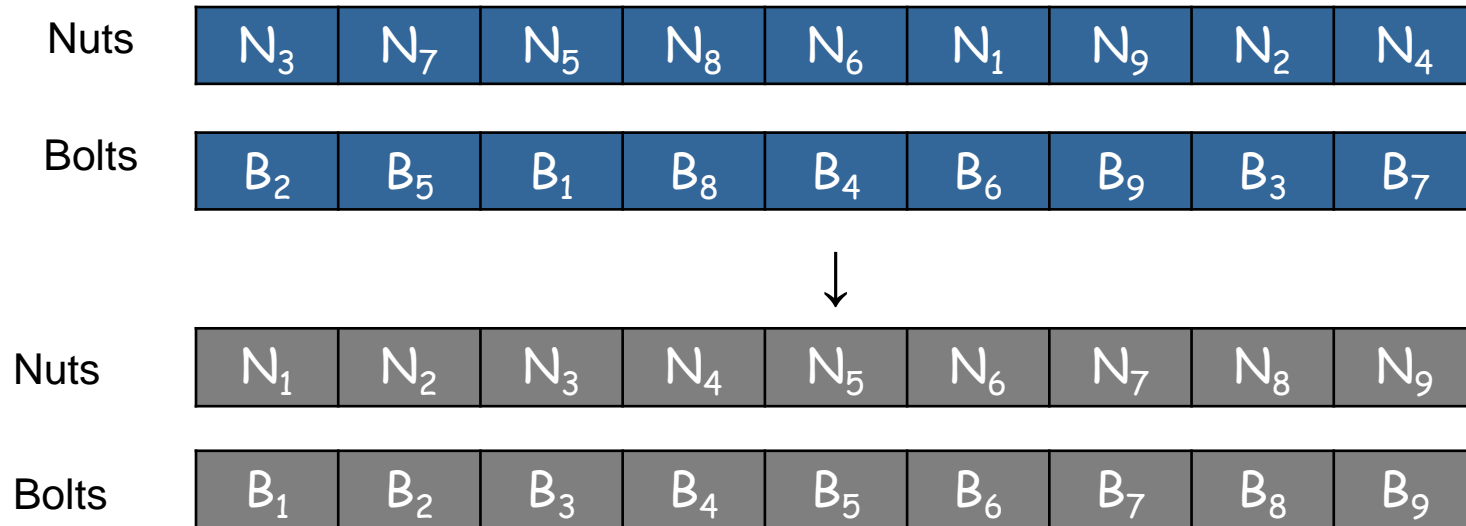 Nuts N₃ N₇ N₅ N₈ N₆ N₁ N₉ N₂ N₄
Bolts B₂ B₅ B₁ B₈ B₄ B₆ B₉ B₃ B₇
↓
Nuts N₁ N₂ N₃ N₄ N₅ N₆ N₇ N₈ N₉
Bolts B₁ B₂ B₃ B₄ B₅ B₆ B₇ B₈ B₉